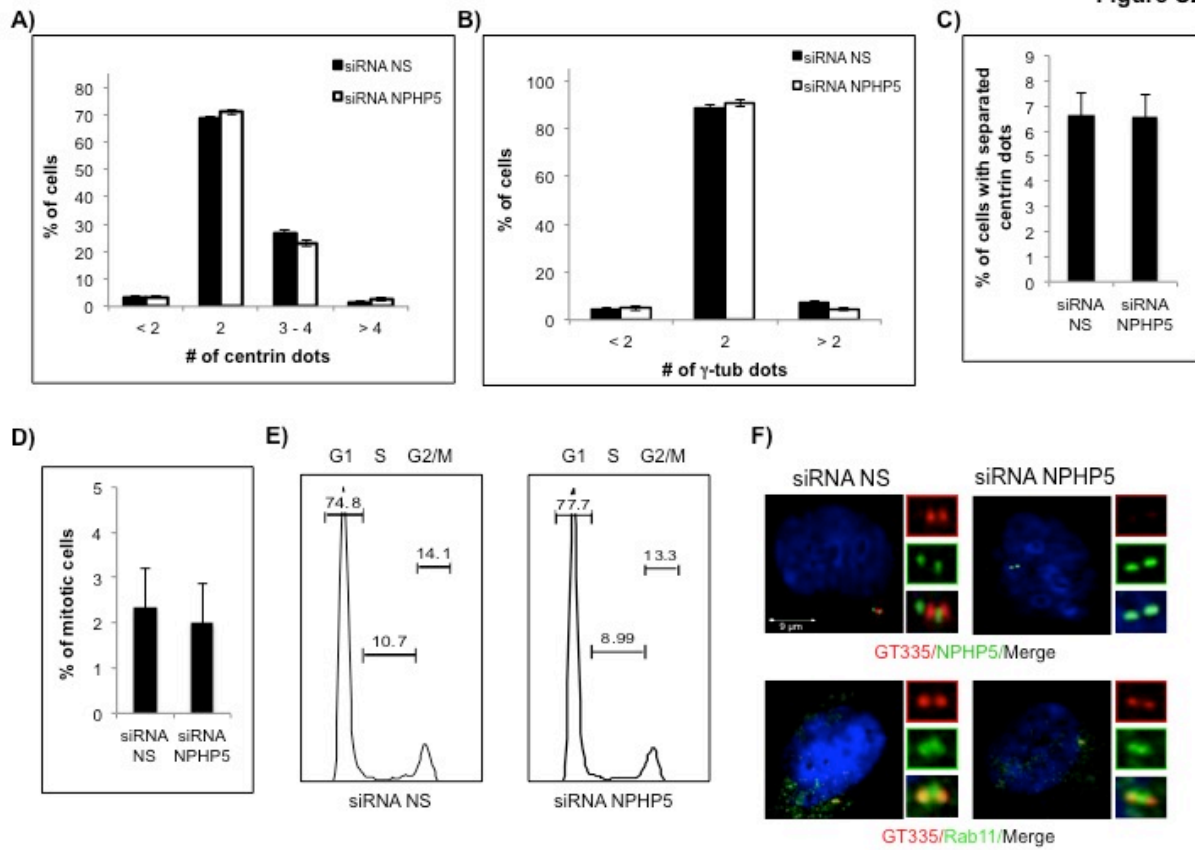 Figure S2
A)
siRNA NS
siRNA NPHP5
% of cells
80
70
60
50
40
30
20
10
0
< 2
2
3 - 4
> 4
# of centrin dots
B)
siRNA NS
siRNA NPHP5
% of cells
100
80
60
40
20
0
< 2
2
> 2
# of γ-tub dots
C)
% of cells with separated
centrin dots
9
8
7
6
5
4
3
2
1
0
siRNA
NS
siRNA
NPHP5
D)
% of mitotic cells
5
4
3
2
1
0
siRNA
NS
siRNA
NPHP5
E)
G1 S G2/M
74.8
14.1
10.7
siRNA NS
G1 S G2/M
77.7
13.3
8.99
siRNA NPHP5
F)
siRNA NS
siRNA NPHP5
9 µm
GT335/NPHP5/Merge
GT335/Rab11/Merge